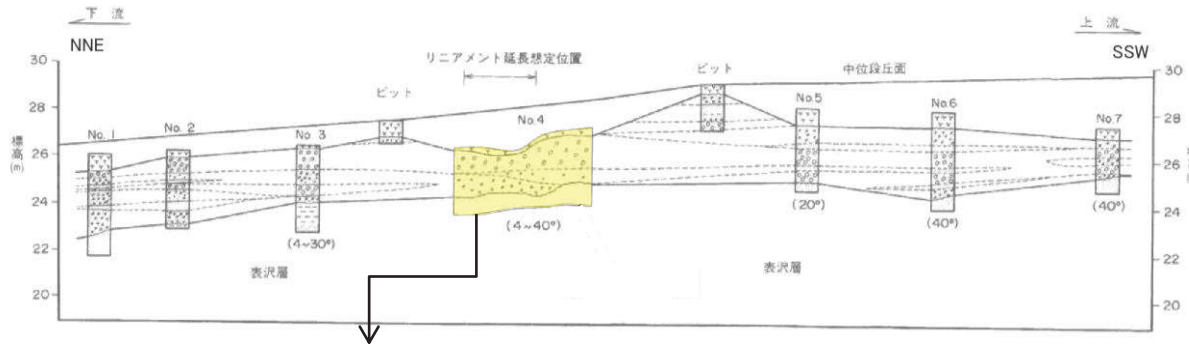 下流
NNE
上流
SSW
リニアメント延長想定位置
ピット
ピット
中位段丘面
No.1
No.2
No.3
No.4
No.5
No.6
No.7
標高(m)
30
28
26
24
22
20
30
28
26
24
22
20
(4~30°)
(4~40°)
(20°)
(40°)
(40°)
表沢層
表沢層